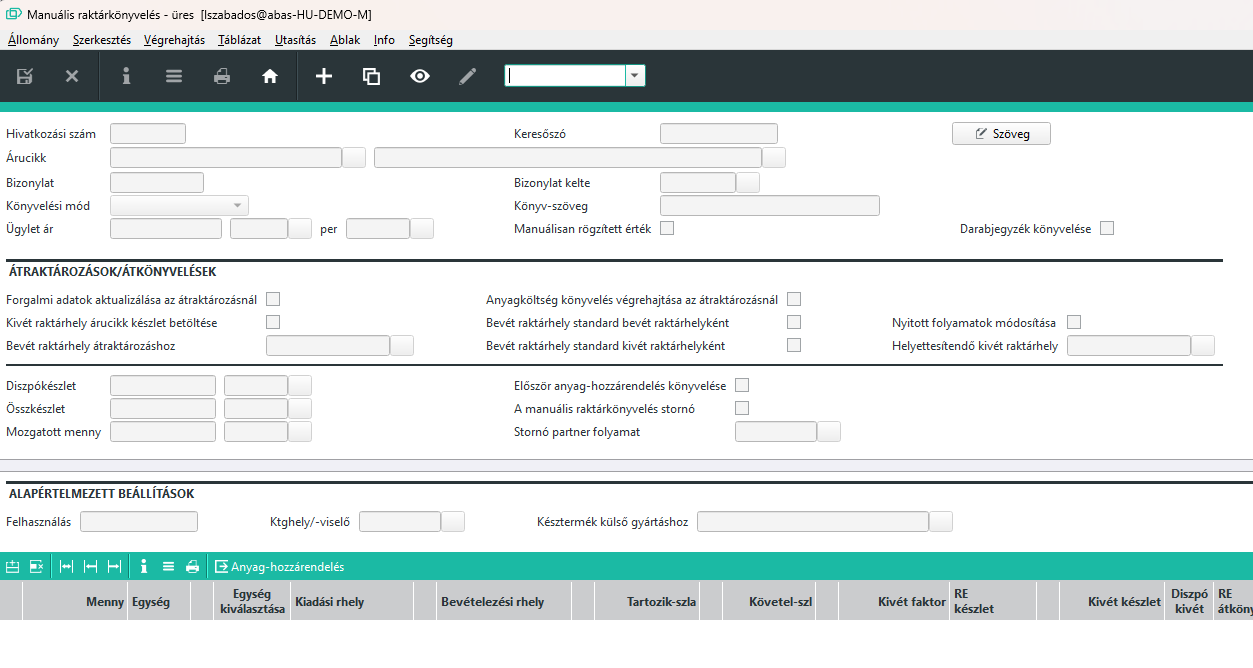 Manuális raktárkönyvelés - üres [lszabados@abas-HU-DEMO-M]
Állomány Szerkesztés Végrehajtás Táblázat Utasítás Ablak Info Segítség
Hivatkozási szám Keresőszó Szöveg
Árucikk
Bizonylat Bizonylat kelte
Könyvelési mód Könyv-szöveg
Ügylet ár per Manuálisan rögzített érték Darabjegyzék könyvelése
ÁTRAKTÁROZÁSOK/ÁTKÖNYVELÉSEK
Forgalmi adatok aktualizálása az átraktározásnál Anyagköltség könyvelés végrehajtása az átraktározásnál
Kivét raktárhely árucikk készlet betöltése Bevét raktárhely standard bevét raktárhelyként Nyitott folyamatok módosítása
Bevét raktárhely átraktározáshoz Bevét raktárhely standard kivét raktárhelyként Helyettesítendő kivét raktárhely
Diszpókészlet Először anyag-hozzárendelés könyvelése
Összkészlet A manuális raktárkönyvelés stornó
Mozgatott menny Stornó partner folyamat
ALAPÉRTELMEZETT BEÁLLÍTÁSOK
Felhasználás Ktghely/-viselő Késztermék külső gyártáshoz
Anyag-hozzárendelés
Menny Egység Egység kiválasztása Kiadási rhely Bevételezési rhely Tartozik-szla Követel-szl Kivét faktor RE készlet Kivét készlet Diszpó kivét RE átköny